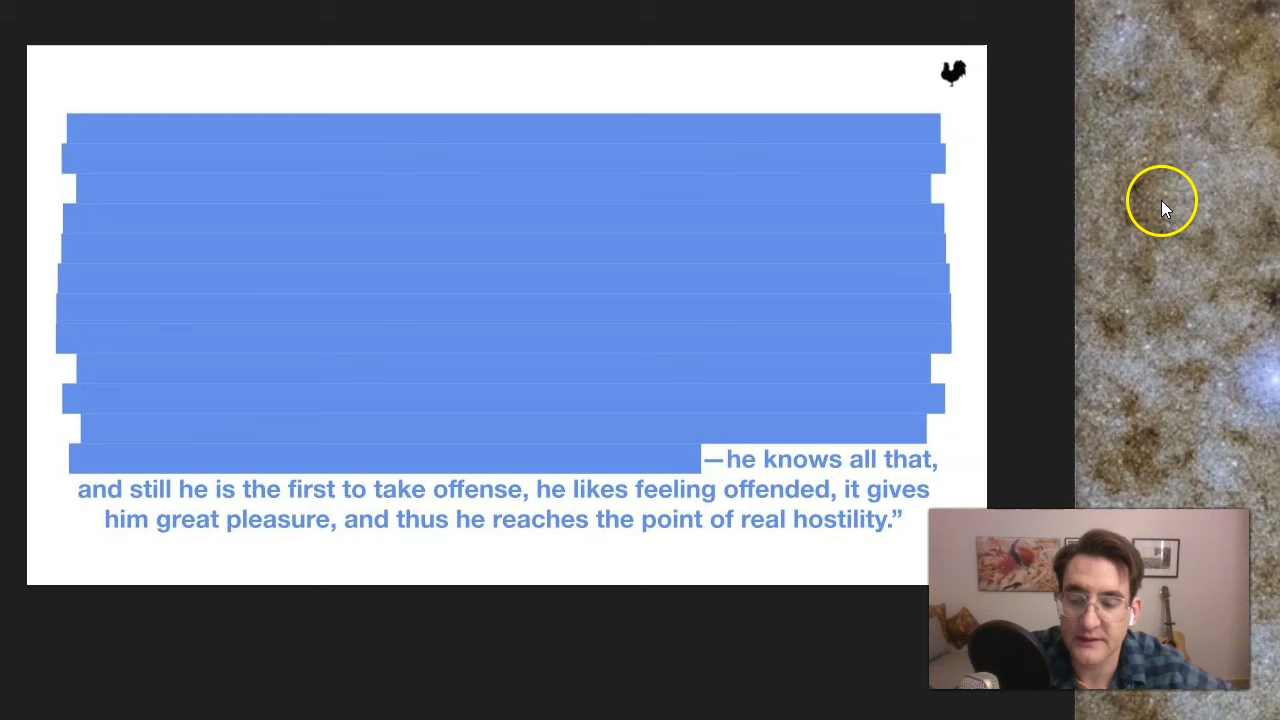 —he knows all that,
and still he is the first to take offense, he likes feeling offended, it gives
him great pleasure, and thus he reaches the point of real hostility.”